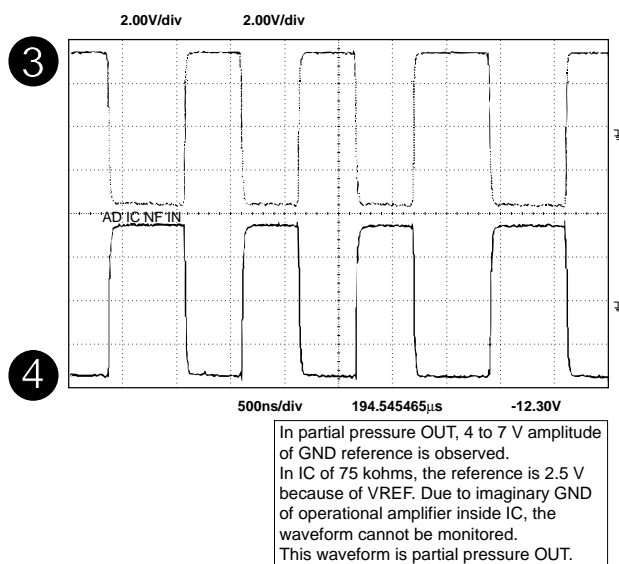 2.00V/div 2.00V/div
3
AD IC NF IN
4
500ns/div 194.545465µs -12.30V
In partial pressure OUT, 4 to 7 V amplitude
of GND reference is observed.
In IC of 75 kohms, the reference is 2.5 V
because of VREF. Due to imaginary GND
of operational amplifier inside IC, the
waveform cannot be monitored.
This waveform is partial pressure OUT.